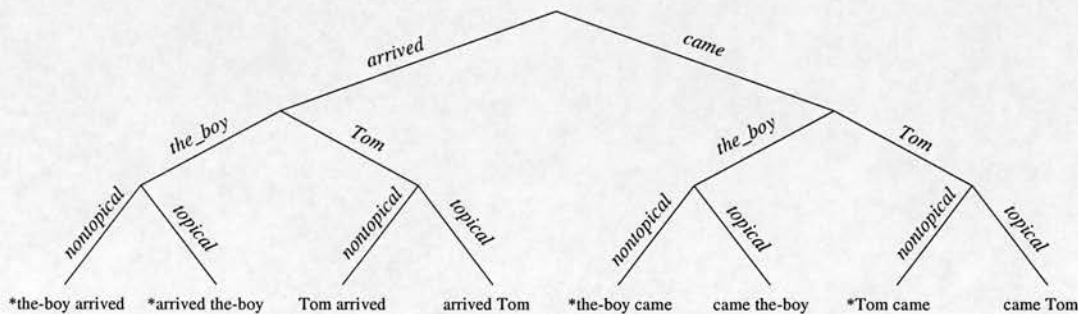 arrived came
the_boy Tom the_boy Tom
nontopical topical nontopical topical nontopical topical nontopical topical
*the-boy arrived *arrived the-boy Tom arrived arrived Tom *the-boy came came the-boy *Tom came came Tom